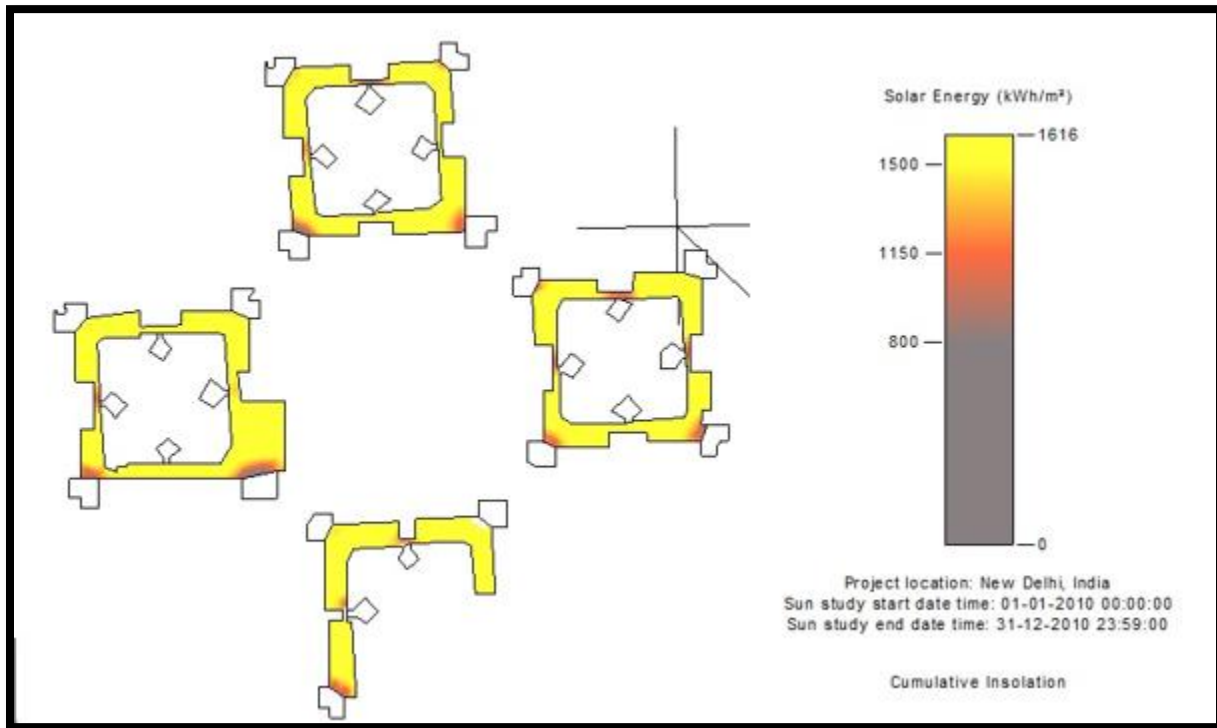 Solar Energy (kWh/m²)
1616
1500
1150
800
0
Project location: New Delhi, India
Sun study start date time: 01-01-2010 00:00:00
Sun study end date time: 31-12-2010 23:59:00
Cumulative Insolation